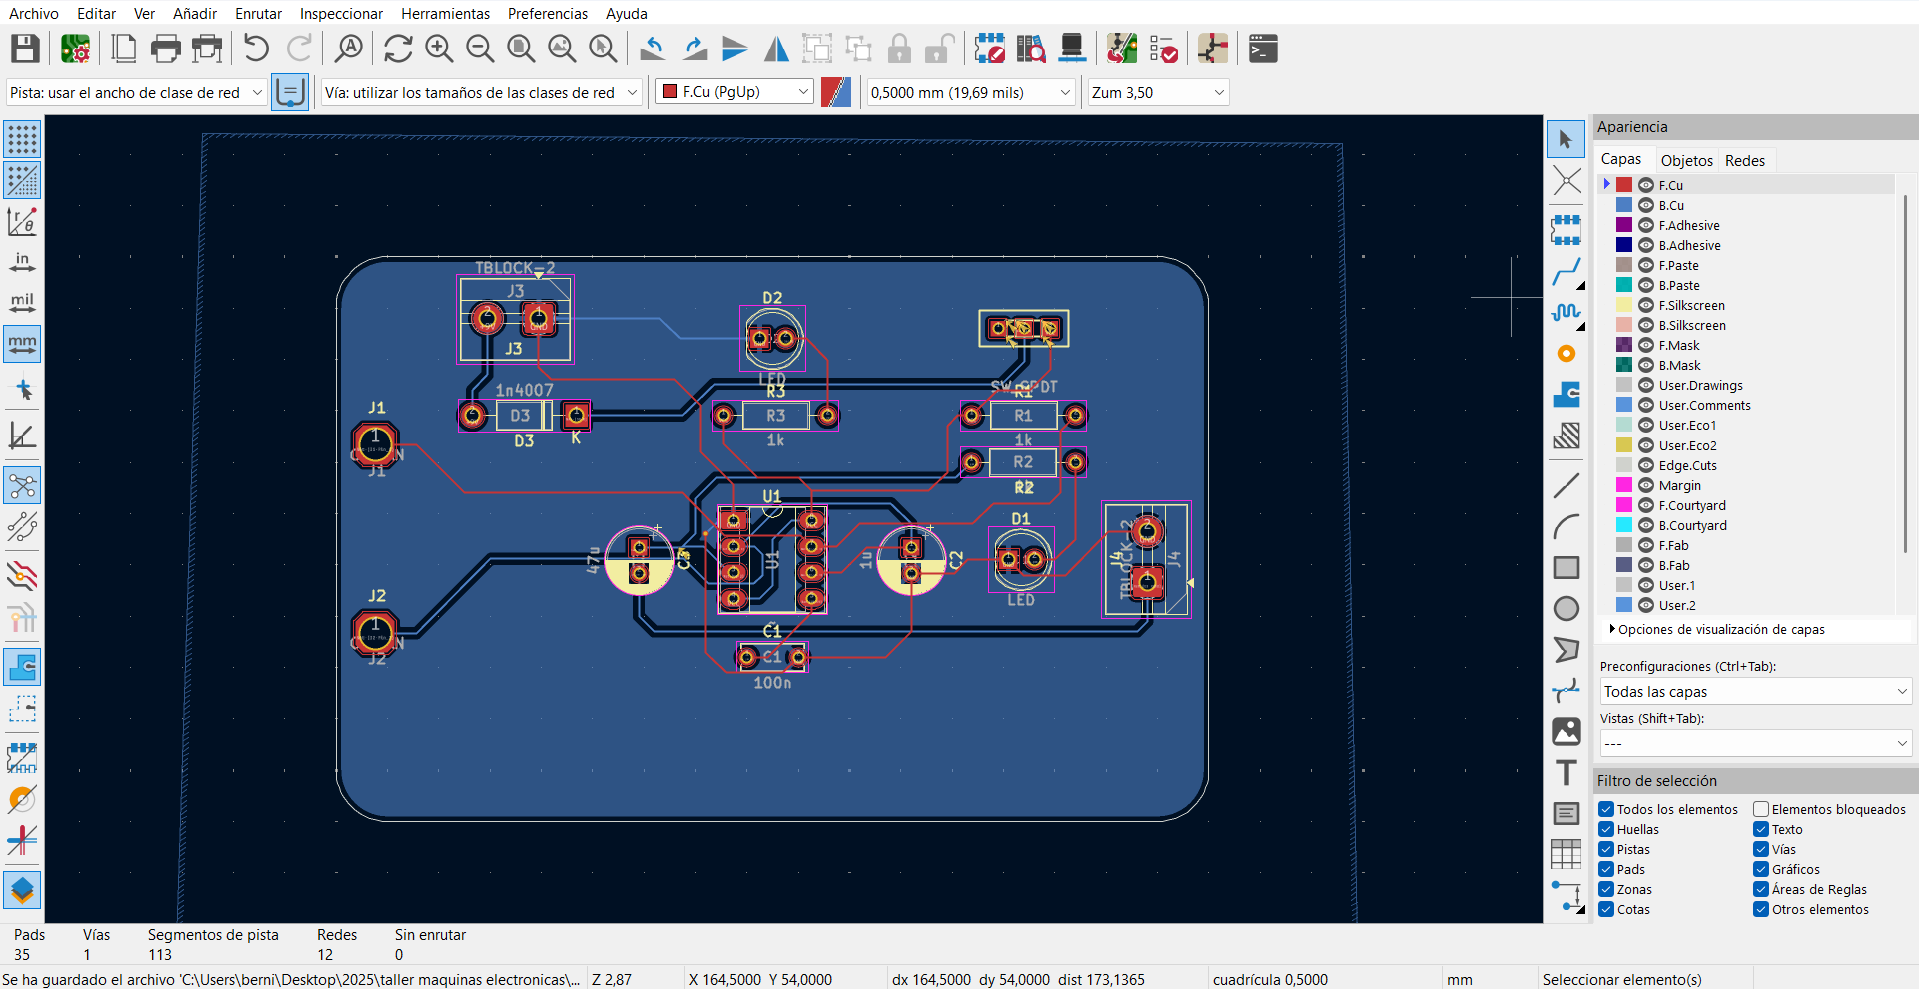 Archivo Editar Ver Añadir Enrutar Inspeccionar Herramientas Preferencias Ayuda
Pista: usar el ancho de clase de red Vía: utilizar los tamaños de las clases de red F.Cu (PgUp) 0,5000 mm (19,69 mils) Zum 3,50
in
mil
mm
TBLOCK-2
J3
2 1
GND
J3
D2
LED
R3
R3
1k
1n4007
D3
D3
K
SW_SPDT
R1
R1
1k
R2
R2
J1
1
J1
J2
1
J2
U1
U1
47u
1u
C2
D1
LED
J4
TBLOCK-2
J4
C1
C1
100n
Apariencia
Capas Objetos Redes
F.Cu
B.Cu
F.Adhesive
B.Adhesive
F.Paste
B.Paste
F.Silkscreen
B.Silkscreen
F.Mask
B.Mask
User.Drawings
User.Comments
User.Eco1
User.Eco2
Edge.Cuts
Margin
F.Courtyard
B.Courtyard
F.Fab
B.Fab
User.1
User.2
Opciones de visualización de capas
Preconfiguraciones (Ctrl+Tab):
Todas las capas
Vistas (Shift+Tab):
---
Filtro de selección
Todos los elementos Elementos bloqueados
Huellas Texto
Pistas Vías
Pads Gráficos
Zonas Áreas de Reglas
Cotas Otros elementos
Pads Vías Segmentos de pista Redes Sin enrutar
35 1 113 12 0
Se ha guardado el archivo 'C:\Users\berni\Desktop\2025\taller maquinas electronicas\... Z 2,87 X 164,5000 Y 54,0000 dx 164,5000 dy 54,0000 dist 173,1365 cuadrícula 0,5000 mm Seleccionar elemento(s)